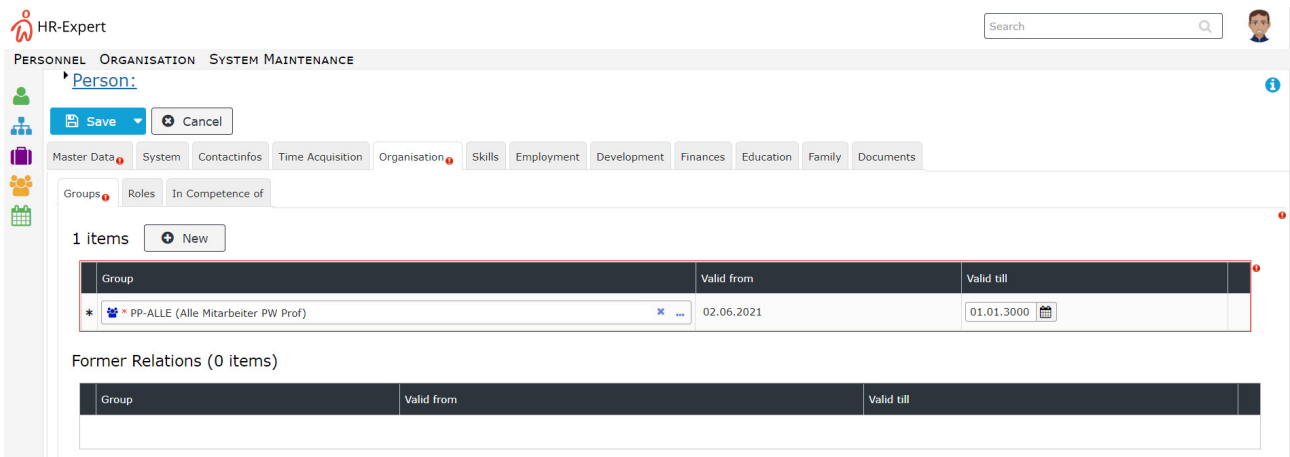 HR-Expert
Search
PERSONNEL ORGANISATION SYSTEM MAINTENANCE
Person:
Save Cancel
Master Data System Contactinfos Time Acquisition Organisation Skills Employment Development Finances Education Family Documents
Groups Roles In Competence of
1 items New
Group Valid from Valid till
* * PP-ALLE (Alle Mitarbeiter PW Prof) x ... 02.06.2021 01.01.3000
Former Relations (0 items)
Group Valid from Valid till